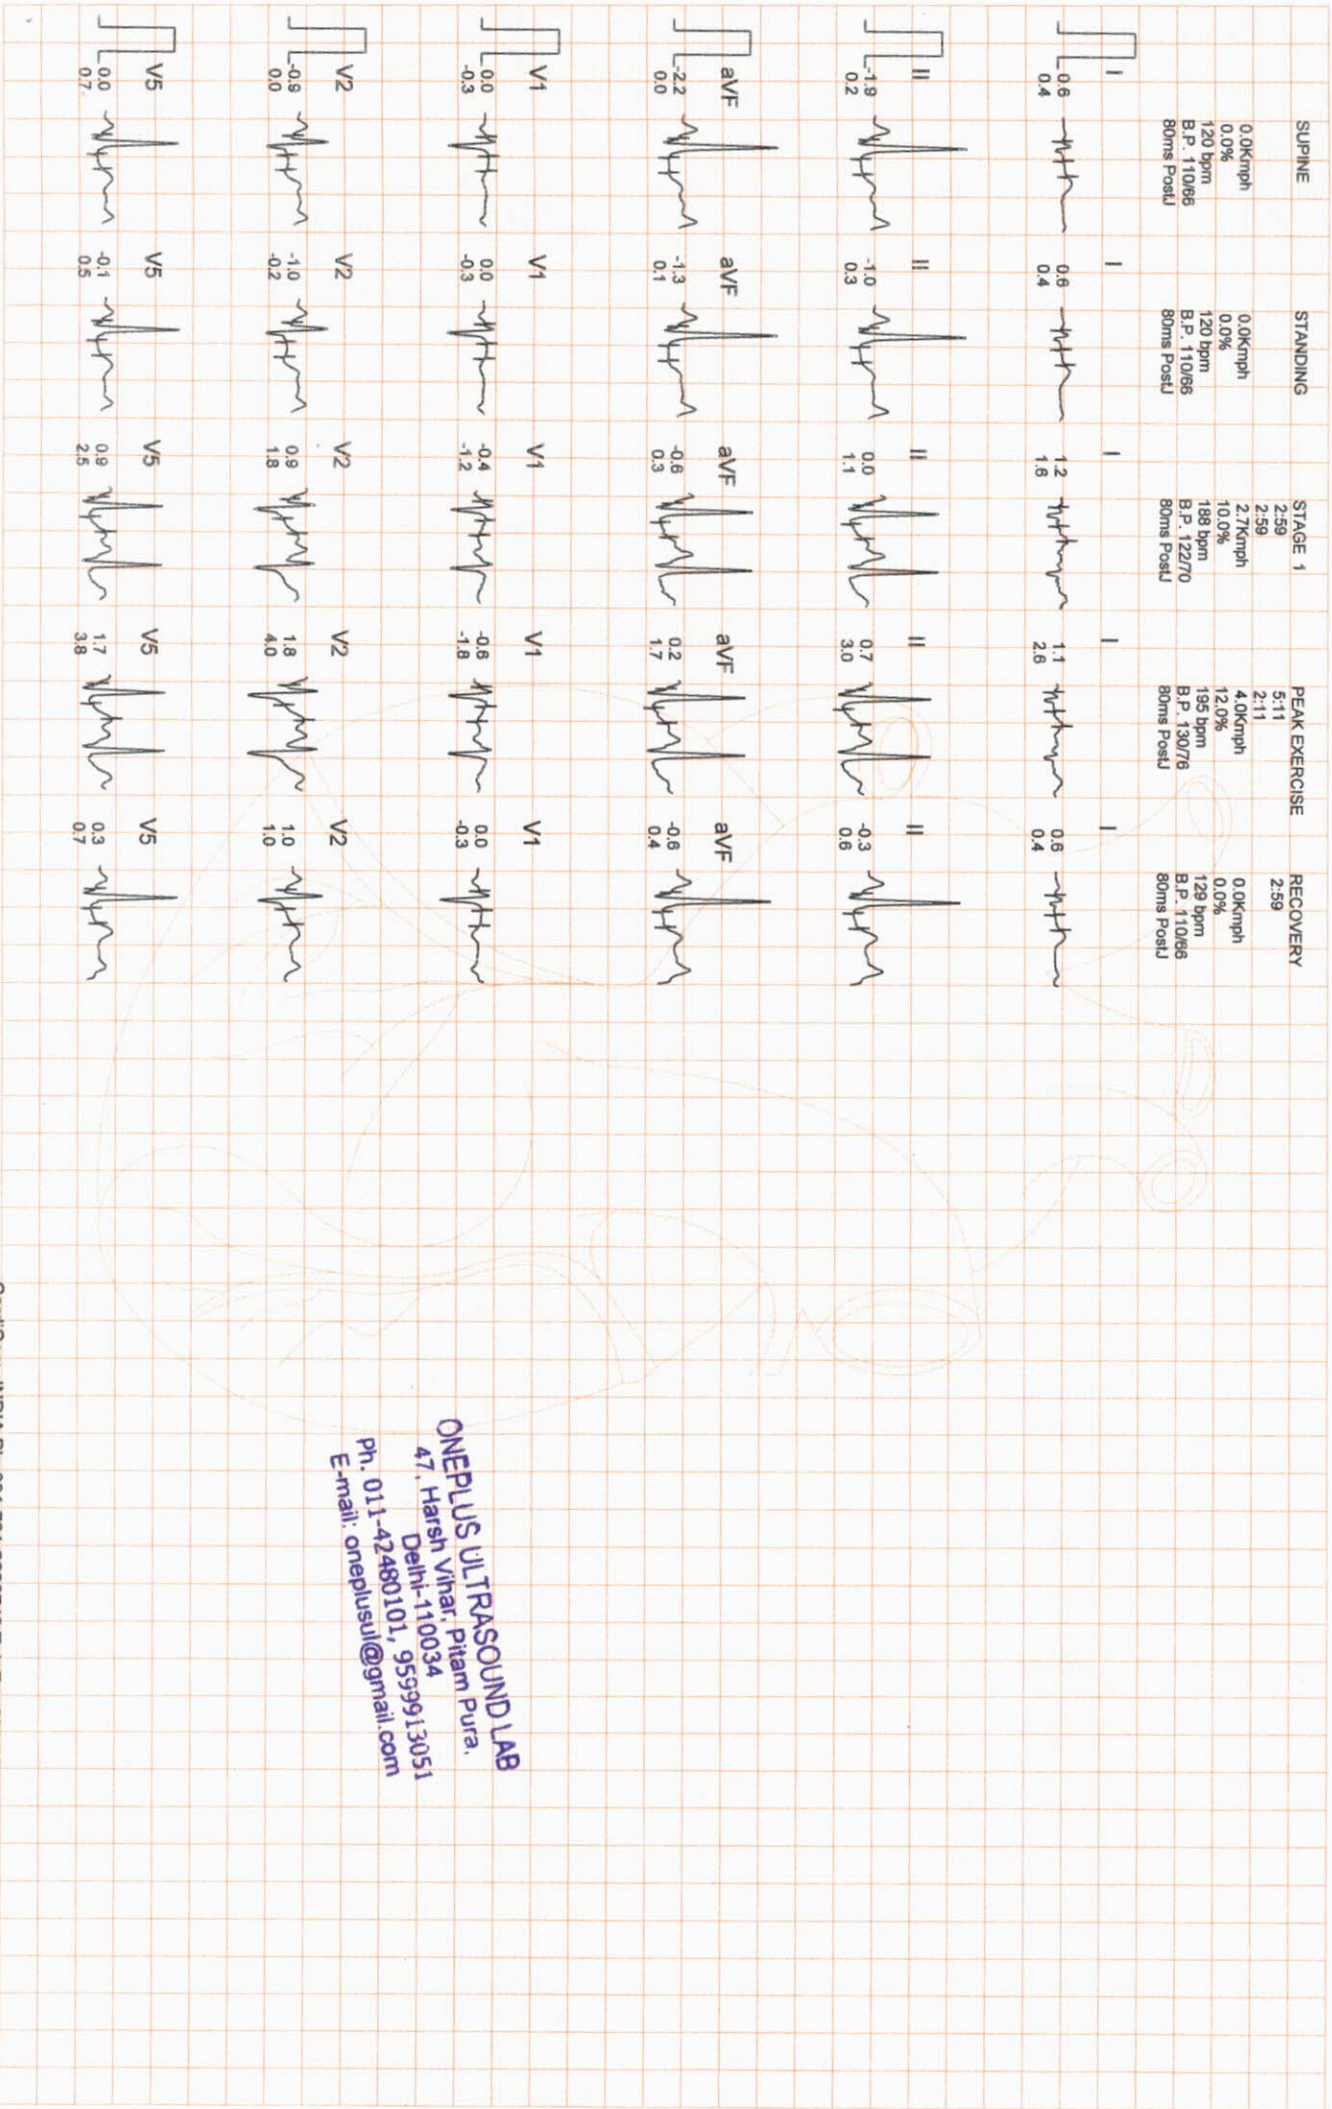 SUPINE
0.0Kmph
0.0%
120 bpm
B.P. 110/66
80ms PostJ
STANDING
0.0Kmph
0.0%
120 bpm
B.P. 110/66
80ms PostJ
STAGE 1
2:59
2:59
2.7Kmph
10.0%
188 bpm
B.P. 122/70
80ms PostJ
PEAK EXERCISE
5:11
2:11
4.0Kmph
12.0%
195 bpm
B.P. 130/76
80ms PostJ
RECOVERY
2:59
0.0Kmph
0.0%
129 bpm
B.P. 110/66
80ms PostJ
I I I I I
0.6 0.6 1.2 1.1 0.6
0.4 0.4 1.6 2.6 0.4
II II II II II
-1.9 -1.0 0.0 0.7 -0.3
0.2 0.3 1.1 3.0 0.6
aVF aVF aVF aVF aVF
-2.2 -1.3 -0.6 0.2 -0.6
0.0 0.1 0.3 1.7 0.4
V1 V1 V1 V1 V1
0.0 0.0 -0.4 -0.6 0.0
-0.3 -0.3 -1.2 -1.8 -0.3
V2 V2 V2 V2 V2
-0.9 -1.0 0.9 1.8 1.0
0.0 -0.2 1.8 4.0 1.0
V5 V5 V5 V5 V5
0.0 -0.1 0.9 1.7 0.3
0.7 0.5 2.5 3.8 0.7
ONEPLUS ULTRASOUND LAB
47, Harsh Vihar, Pitam Pura,
Delhi-110034
Ph. 011-42480101, 9599913051
E-mail: oneplusul@gmail.com